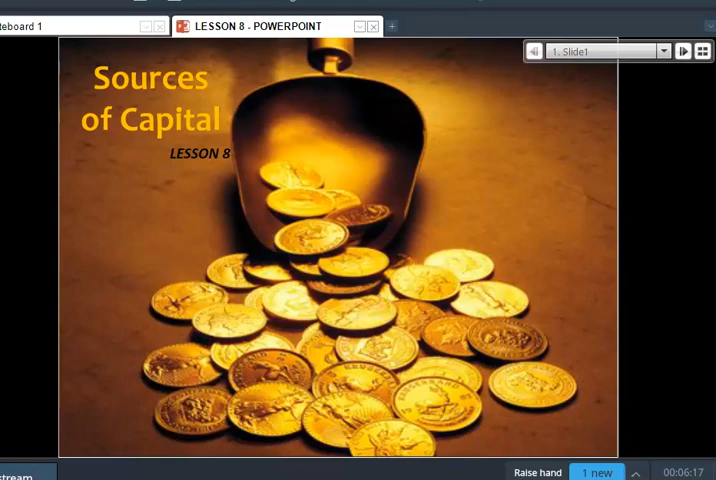 teboard 1
LESSON 8 - POWERPOINT
1. Slide1
Sources
of Capital
LESSON 8
stream
Raise hand
1 new
00:06:17